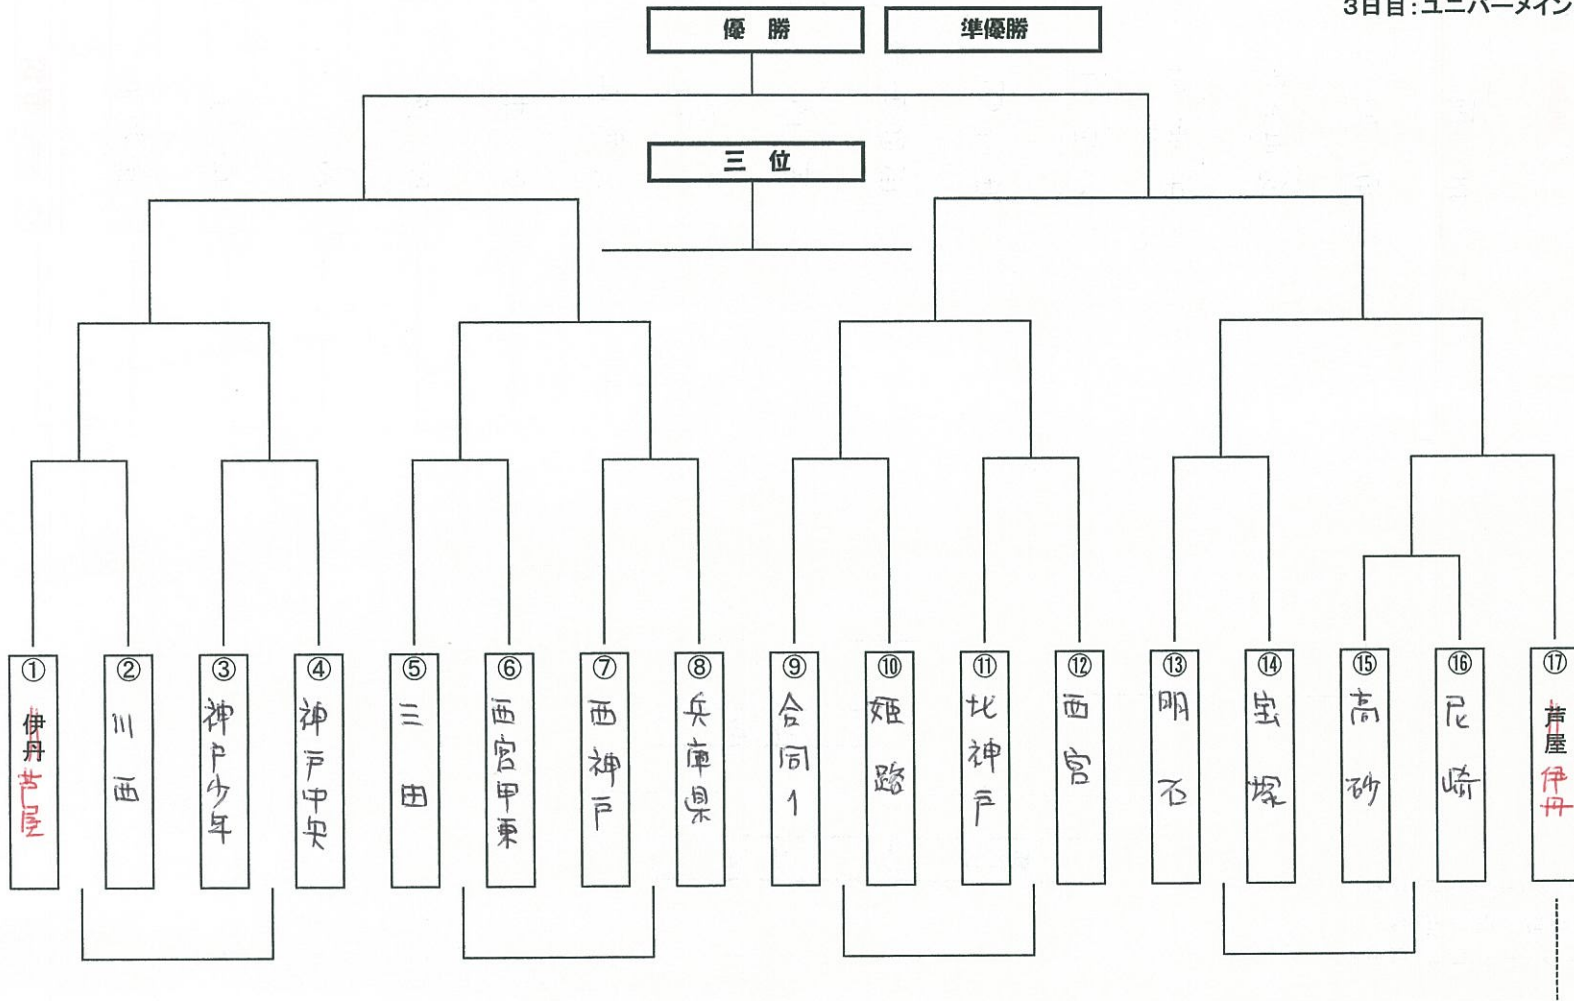 3日目:ユニバーメイン
優 勝
準優勝
三 位
① 伊丹 芦屋
② 川西
③ 神戸少年
④ 神戸中央
⑤ 三田
⑥ 西宮甲東
⑦ 西神戸
⑧ 兵庫県
⑨ 合同1
⑩ 姫路
⑪ 北神戸
⑫ 西宮
⑬ 明石
⑭ 宝塚
⑮ 高砂
⑯ 尼崎
⑰ 芦屋 伊丹